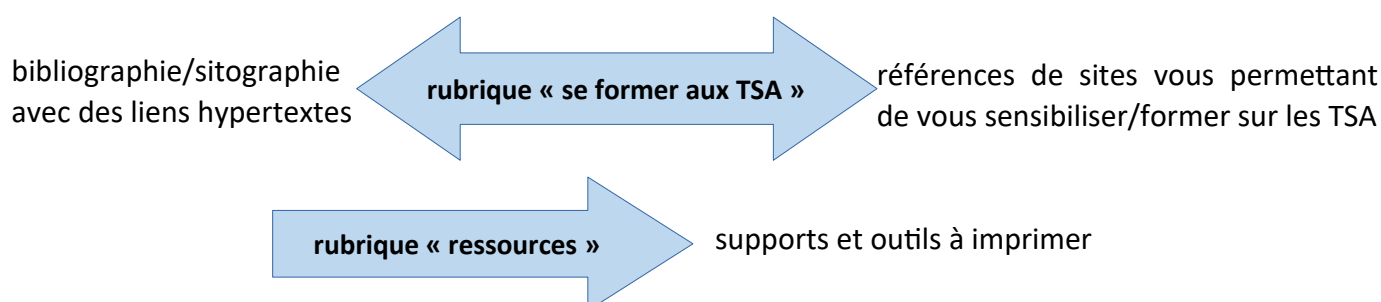 bibliographie/sitographie
avec des liens hypertextes
rubrique « se former aux TSA »
références de sites vous permettant
de vous sensibiliser/former sur les TSA
rubrique « ressources »
supports et outils à imprimer